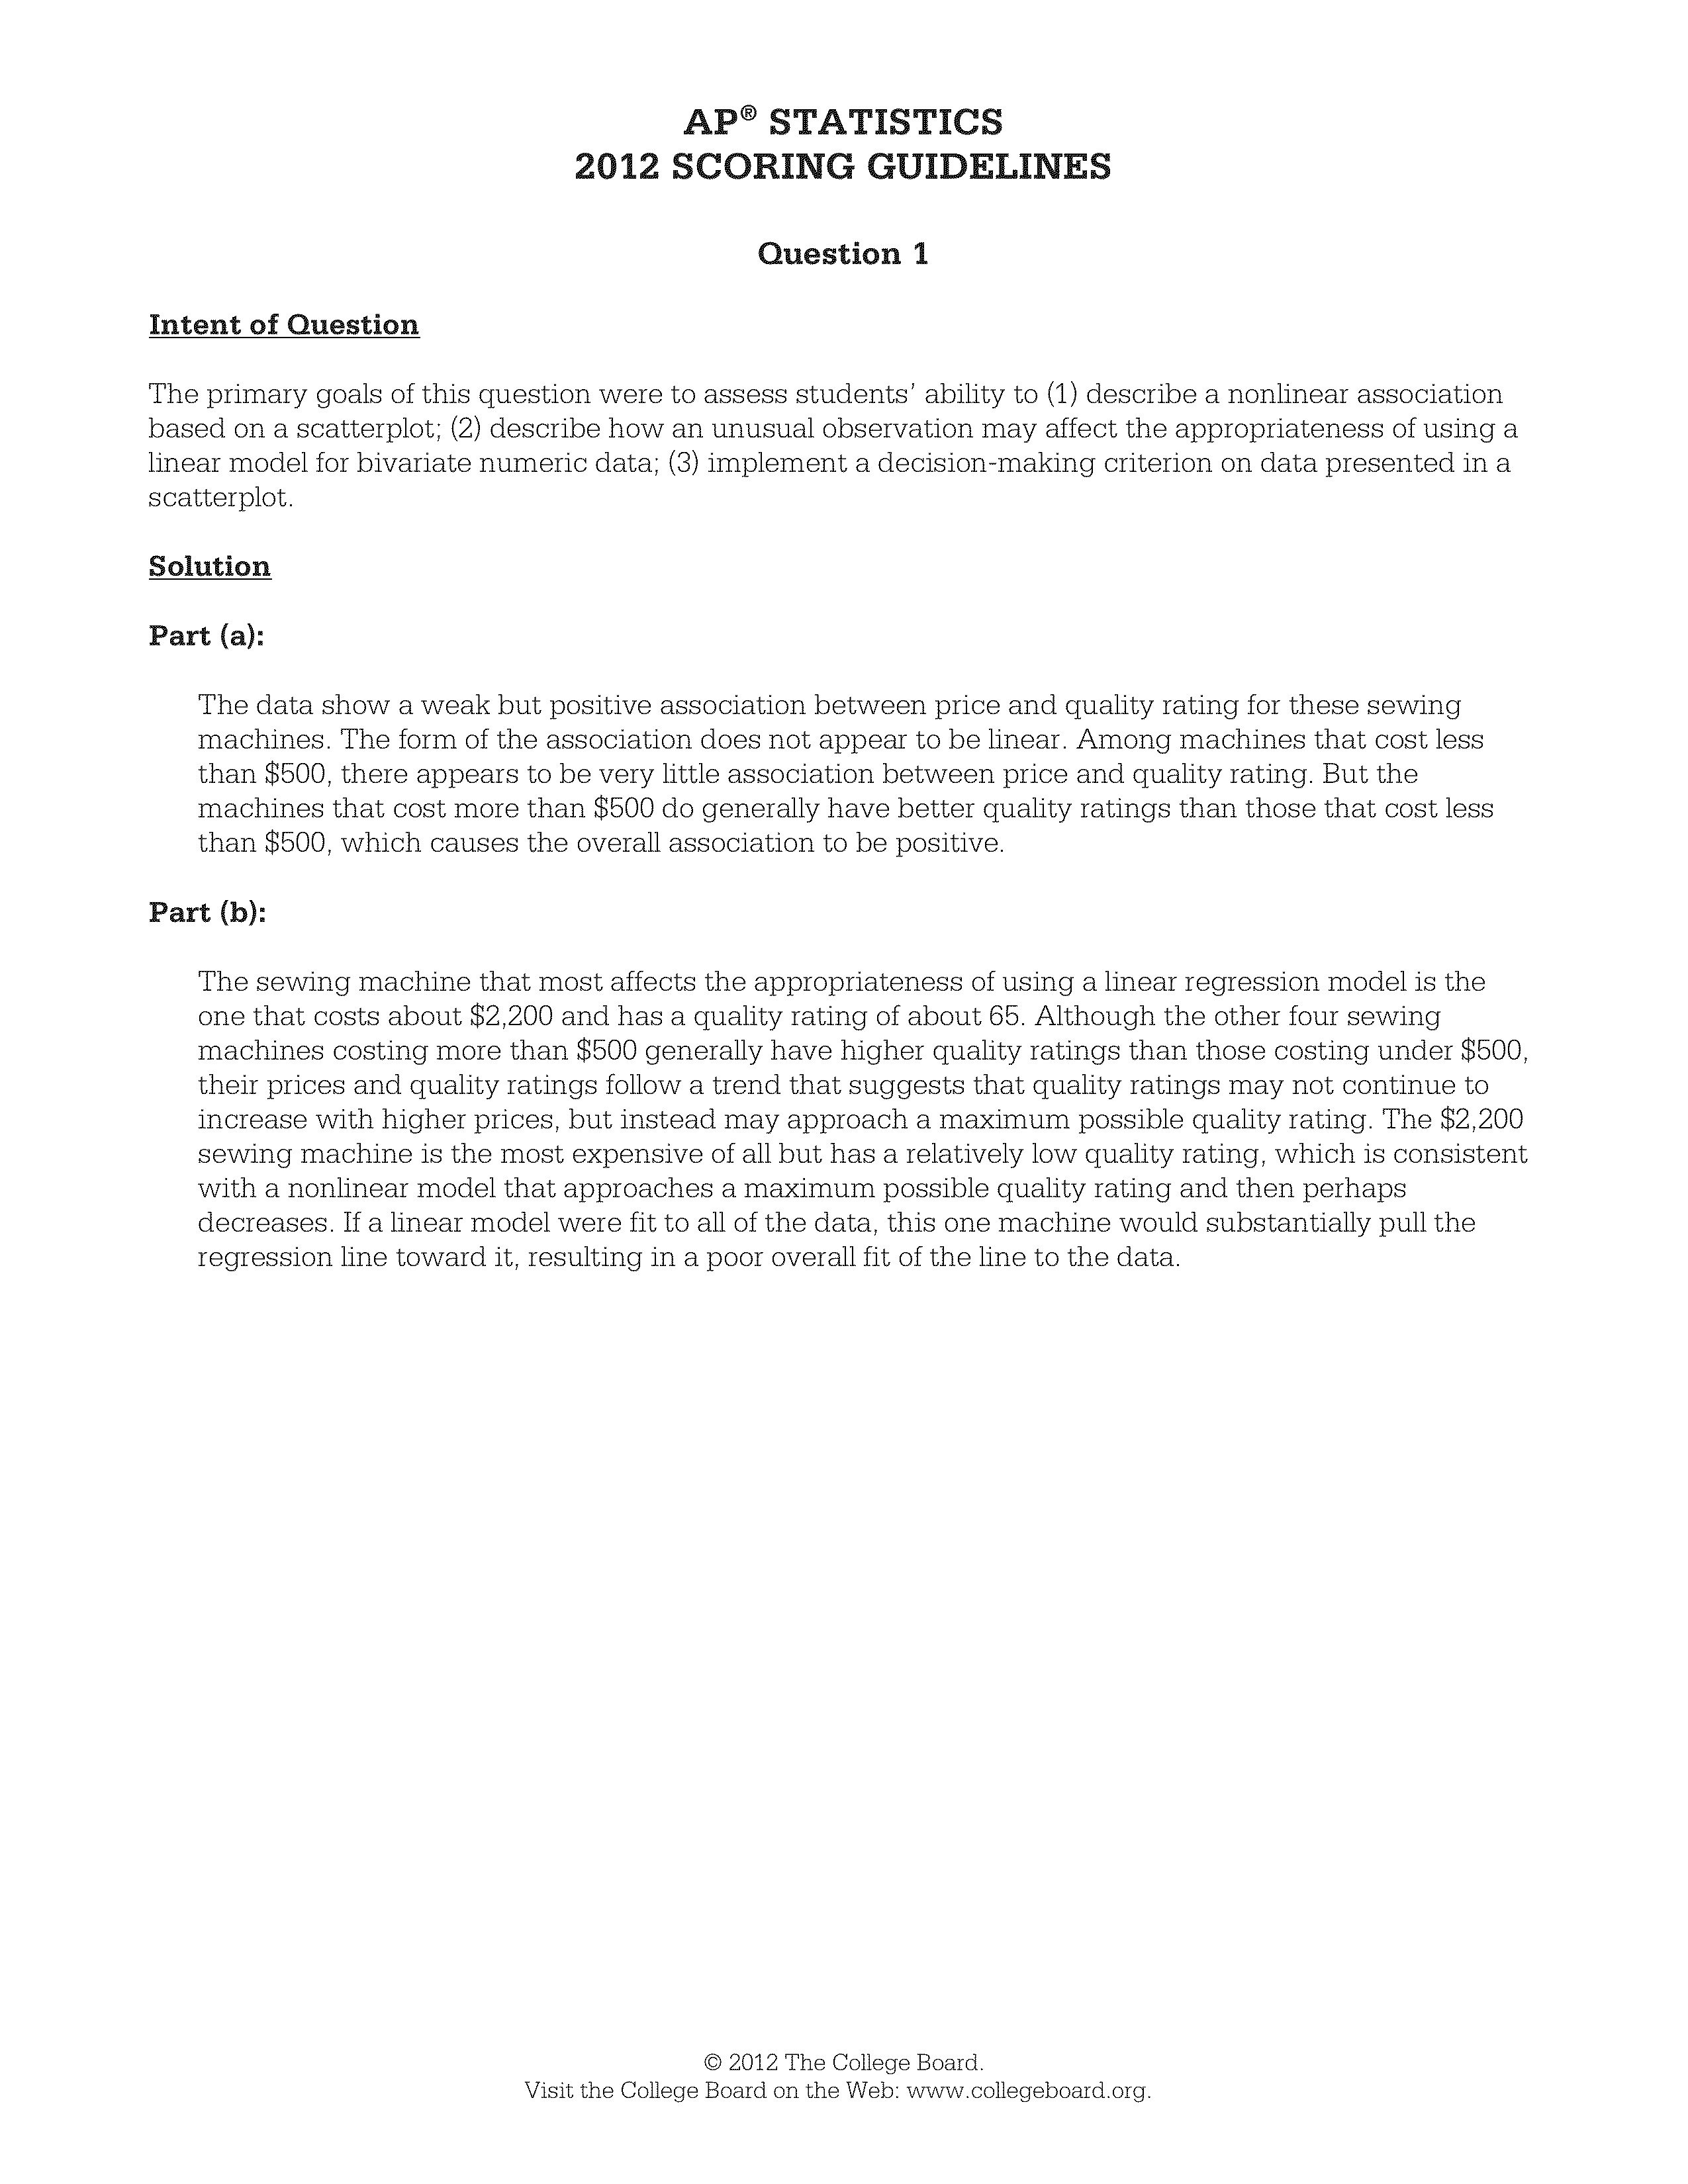 AP® STATISTICS
2012 SCORING GUIDELINES
Question 1
Intent of Question
The primary goals of this question were to assess students’ ability to (1) describe a nonlinear association
based on a scatterplot; (2) describe how an unusual observation may affect the appropriateness of using a
linear model for bivariate numeric data; (3) implement a decision-making criterion on data presented in a
scatterplot.
Solution
Part (a):
The data show a weak but positive association between price and quality rating for these sewing
machines. The form of the association does not appear to be linear. Among machines that cost less
than $500, there appears to be very little association between price and quality rating. But the
machines that cost more than $500 do generally have better quality ratings than those that cost less
than $500, which causes the overall association to be positive.
Part (b):
The sewing machine that most affects the appropriateness of using a linear regression model is the
one that costs about $2,200 and has a quality rating of about 65. Although the other four sewing
machines costing more than $500 generally have higher quality ratings than those costing under $500,
their prices and quality ratings follow a trend that suggests that quality ratings may not continue to
increase with higher prices, but instead may approach a maximum possible quality rating. The $2,200
sewing machine is the most expensive of all but has a relatively low quality rating, which is consistent
with a nonlinear model that approaches a maximum possible quality rating and then perhaps
decreases. If a linear model were fit to all of the data, this one machine would substantially pull the
regression line toward it, resulting in a poor overall fit of the line to the data.
© 2012 The College Board.
Visit the College Board on the Web: www.collegeboard.org.